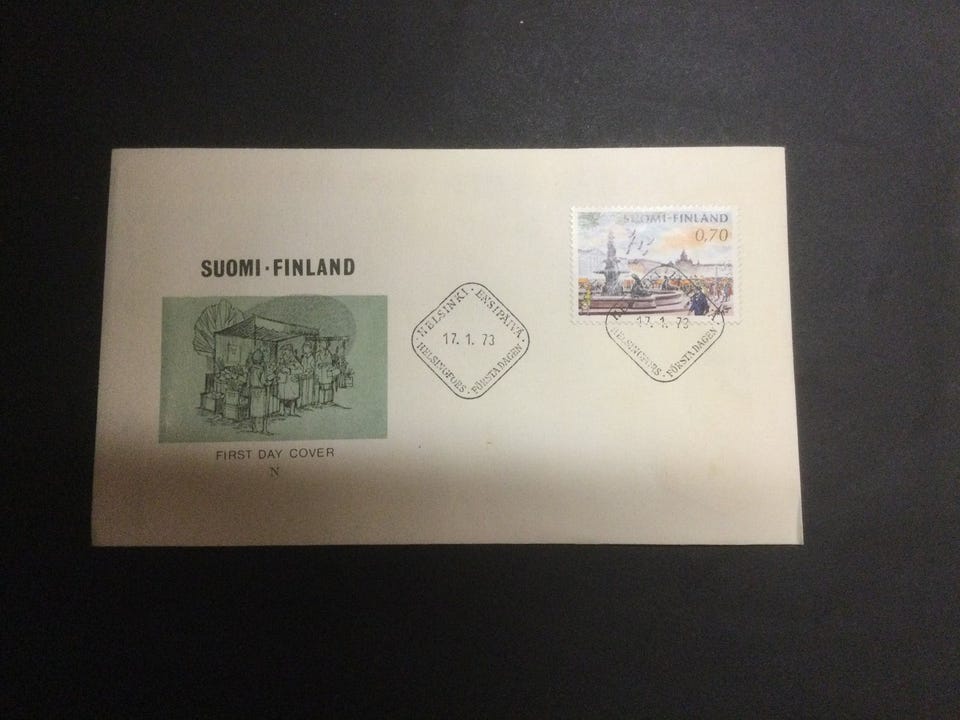 SUOMI-FINLAND
0,70
SUOMI·FINLAND
HELSINKI · ENSIPÄIVÄ
17. 1. 73
HELSINGFORS · FÖRSTA DAGEN
17. 1. 73
HELSINGFORS · FÖRSTA DAGEN
FIRST DAY COVER
N